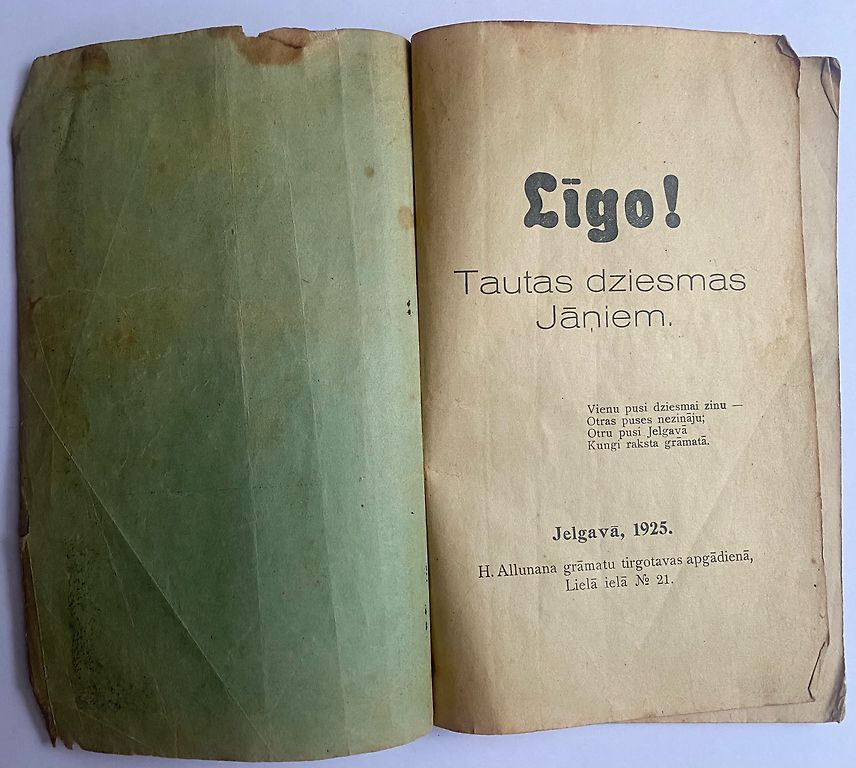 Līgo!
Tautas dziesmas
Jāņiem.
Vienu pusi dziesmai zinu —
Otras puses nezināju;
Otru pusi Jelgavā
Kungi raksta grāmatā.
Jelgavā, 1925.
H. Allunana grāmatu tirgotavas apgādienā,
Lielā ielā № 21.